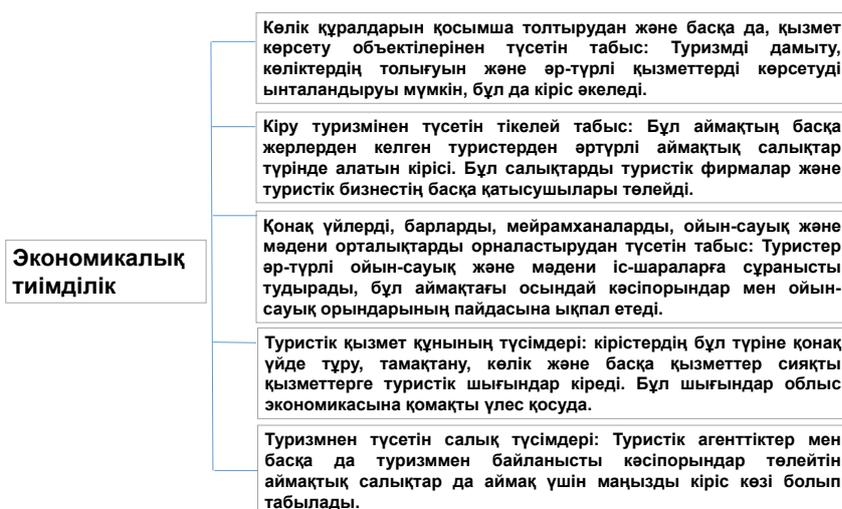 Көлік құралдарын қосымша толтырудан және басқа да, қызмет
көрсету объектілерінен түсетін табыс: Туризмді дамыту,
көліктердің толығуын және әр-түрлі қызметтерді көрсетуді
ынталандыруы мүмкін, бұл да кіріс әкеледі.
Кіру туризмінен түсетін тікелей табыс: Бұл аймақтың басқа
жерлерден келген туристерден әртүрлі аймақтық салықтар
түрінде алатын кірісі. Бұл салықтарды туристік фирмалар және
туристік бизнестің басқа қатысушылары төлейді.
Экономикалық
тиімділік
Қонақ үйлерді, барларды, мейрамханаларды, ойын-сауық және
мәдени орталықтарды орналастырудан түсетін табыс: Туристер
әр-түрлі ойын-сауық және мәдени іс-шараларға сұранысты
тудырады, бұл аймақтағы осындай кәсіпорындар мен ойын-
сауық орындарының пайдасына ықпал етеді.
Туристік қызмет құнының түсімдері: кірістердің бұл түріне қонақ
үйде тұру, тамақтану, көлік және басқа қызметтер сияқты
қызметтерге туристік шығындар кіреді. Бұл шығындар облыс
экономикасына қомақты үлес қосуда.
Туризмнен түсетін салық түсімдері: Туристік агенттіктер мен
басқа да туризммен байланысты кәсіпорындар төлейтін
аймақтық салықтар да аймақ үшін маңызды кіріс көзі болып
табылады.